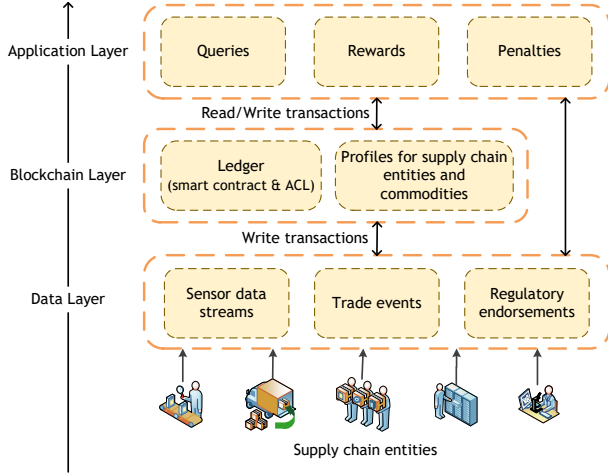 Application Layer
Queries
Rewards
Penalties
Read/Write transactions
Blockchain Layer
Ledger
(smart contract & ACL)
Profiles for supply chain
entities and
commodities
Write transactions
Data Layer
Sensor data
streams
Trade events
Regulatory
endorsements
Supply chain entities